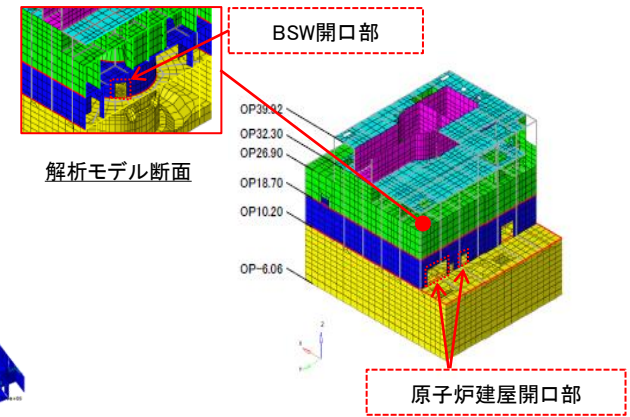 BSW開口部
解析モデル断面
OP39.92
OP32.30
OP26.90
OP18.70
OP10.20
OP-6.06
Z
原子炉建屋開口部